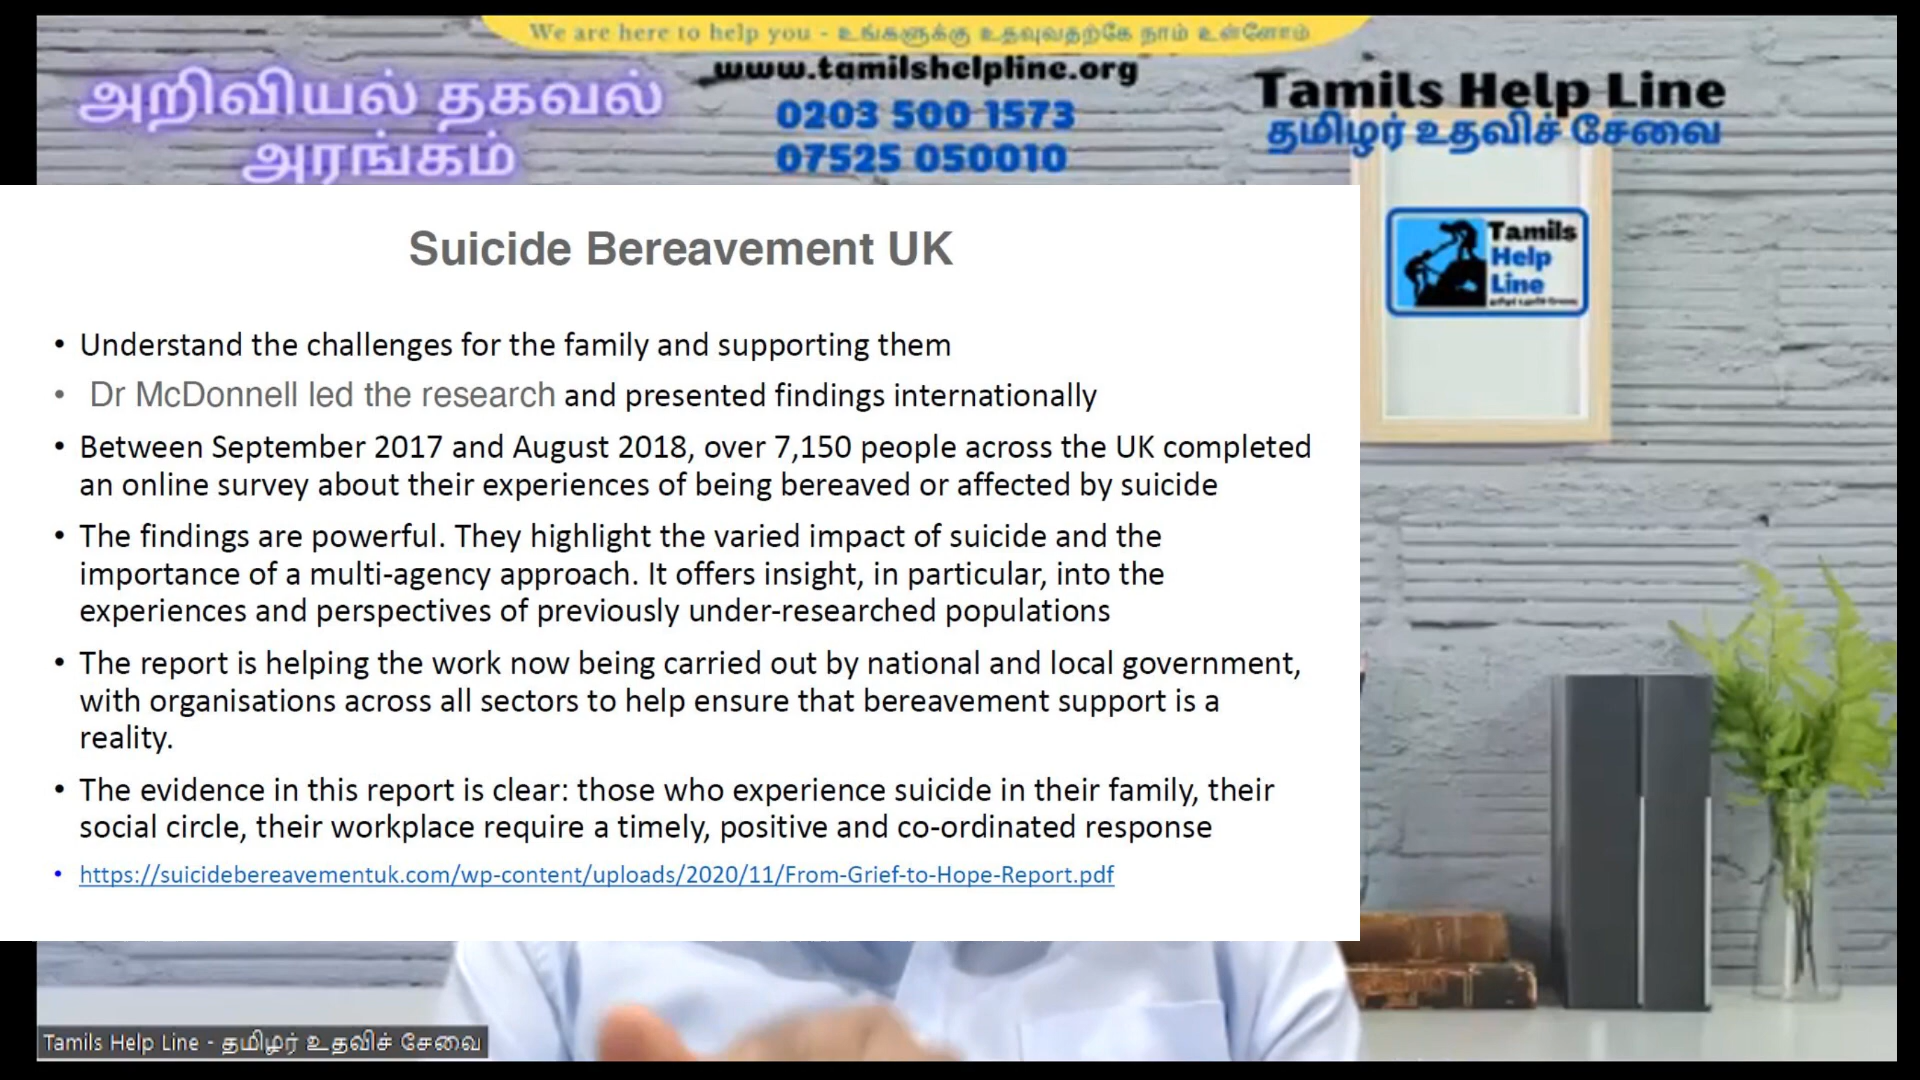 We are here to help you - உங்களுக்கு உதவுவதற்கே நாம் உள்ளோம்
அறிவியல் தகவல்
அரங்கம்
www.tamilshelpline.org
0203 500 1573
07525 050010
Tamils Help Line
தமிழர் உதவிச் சேவை
Tamils
Help
Line
Suicide Bereavement UK
• Understand the challenges for the family and supporting them
• Dr McDonnell led the research and presented findings internationally
• Between September 2017 and August 2018, over 7,150 people across the UK completed
an online survey about their experiences of being bereaved or affected by suicide
• The findings are powerful. They highlight the varied impact of suicide and the
importance of a multi-agency approach. It offers insight, in particular, into the
experiences and perspectives of previously under-researched populations
• The report is helping the work now being carried out by national and local government,
with organisations across all sectors to help ensure that bereavement support is a
reality.
• The evidence in this report is clear: those who experience suicide in their family, their
social circle, their workplace require a timely, positive and co-ordinated response
• https://suicidebereavementuk.com/wp-content/uploads/2020/11/From-Grief-to-Hope-Report.pdf
Tamils Help Line - தமிழர் உதவிச் சேவை